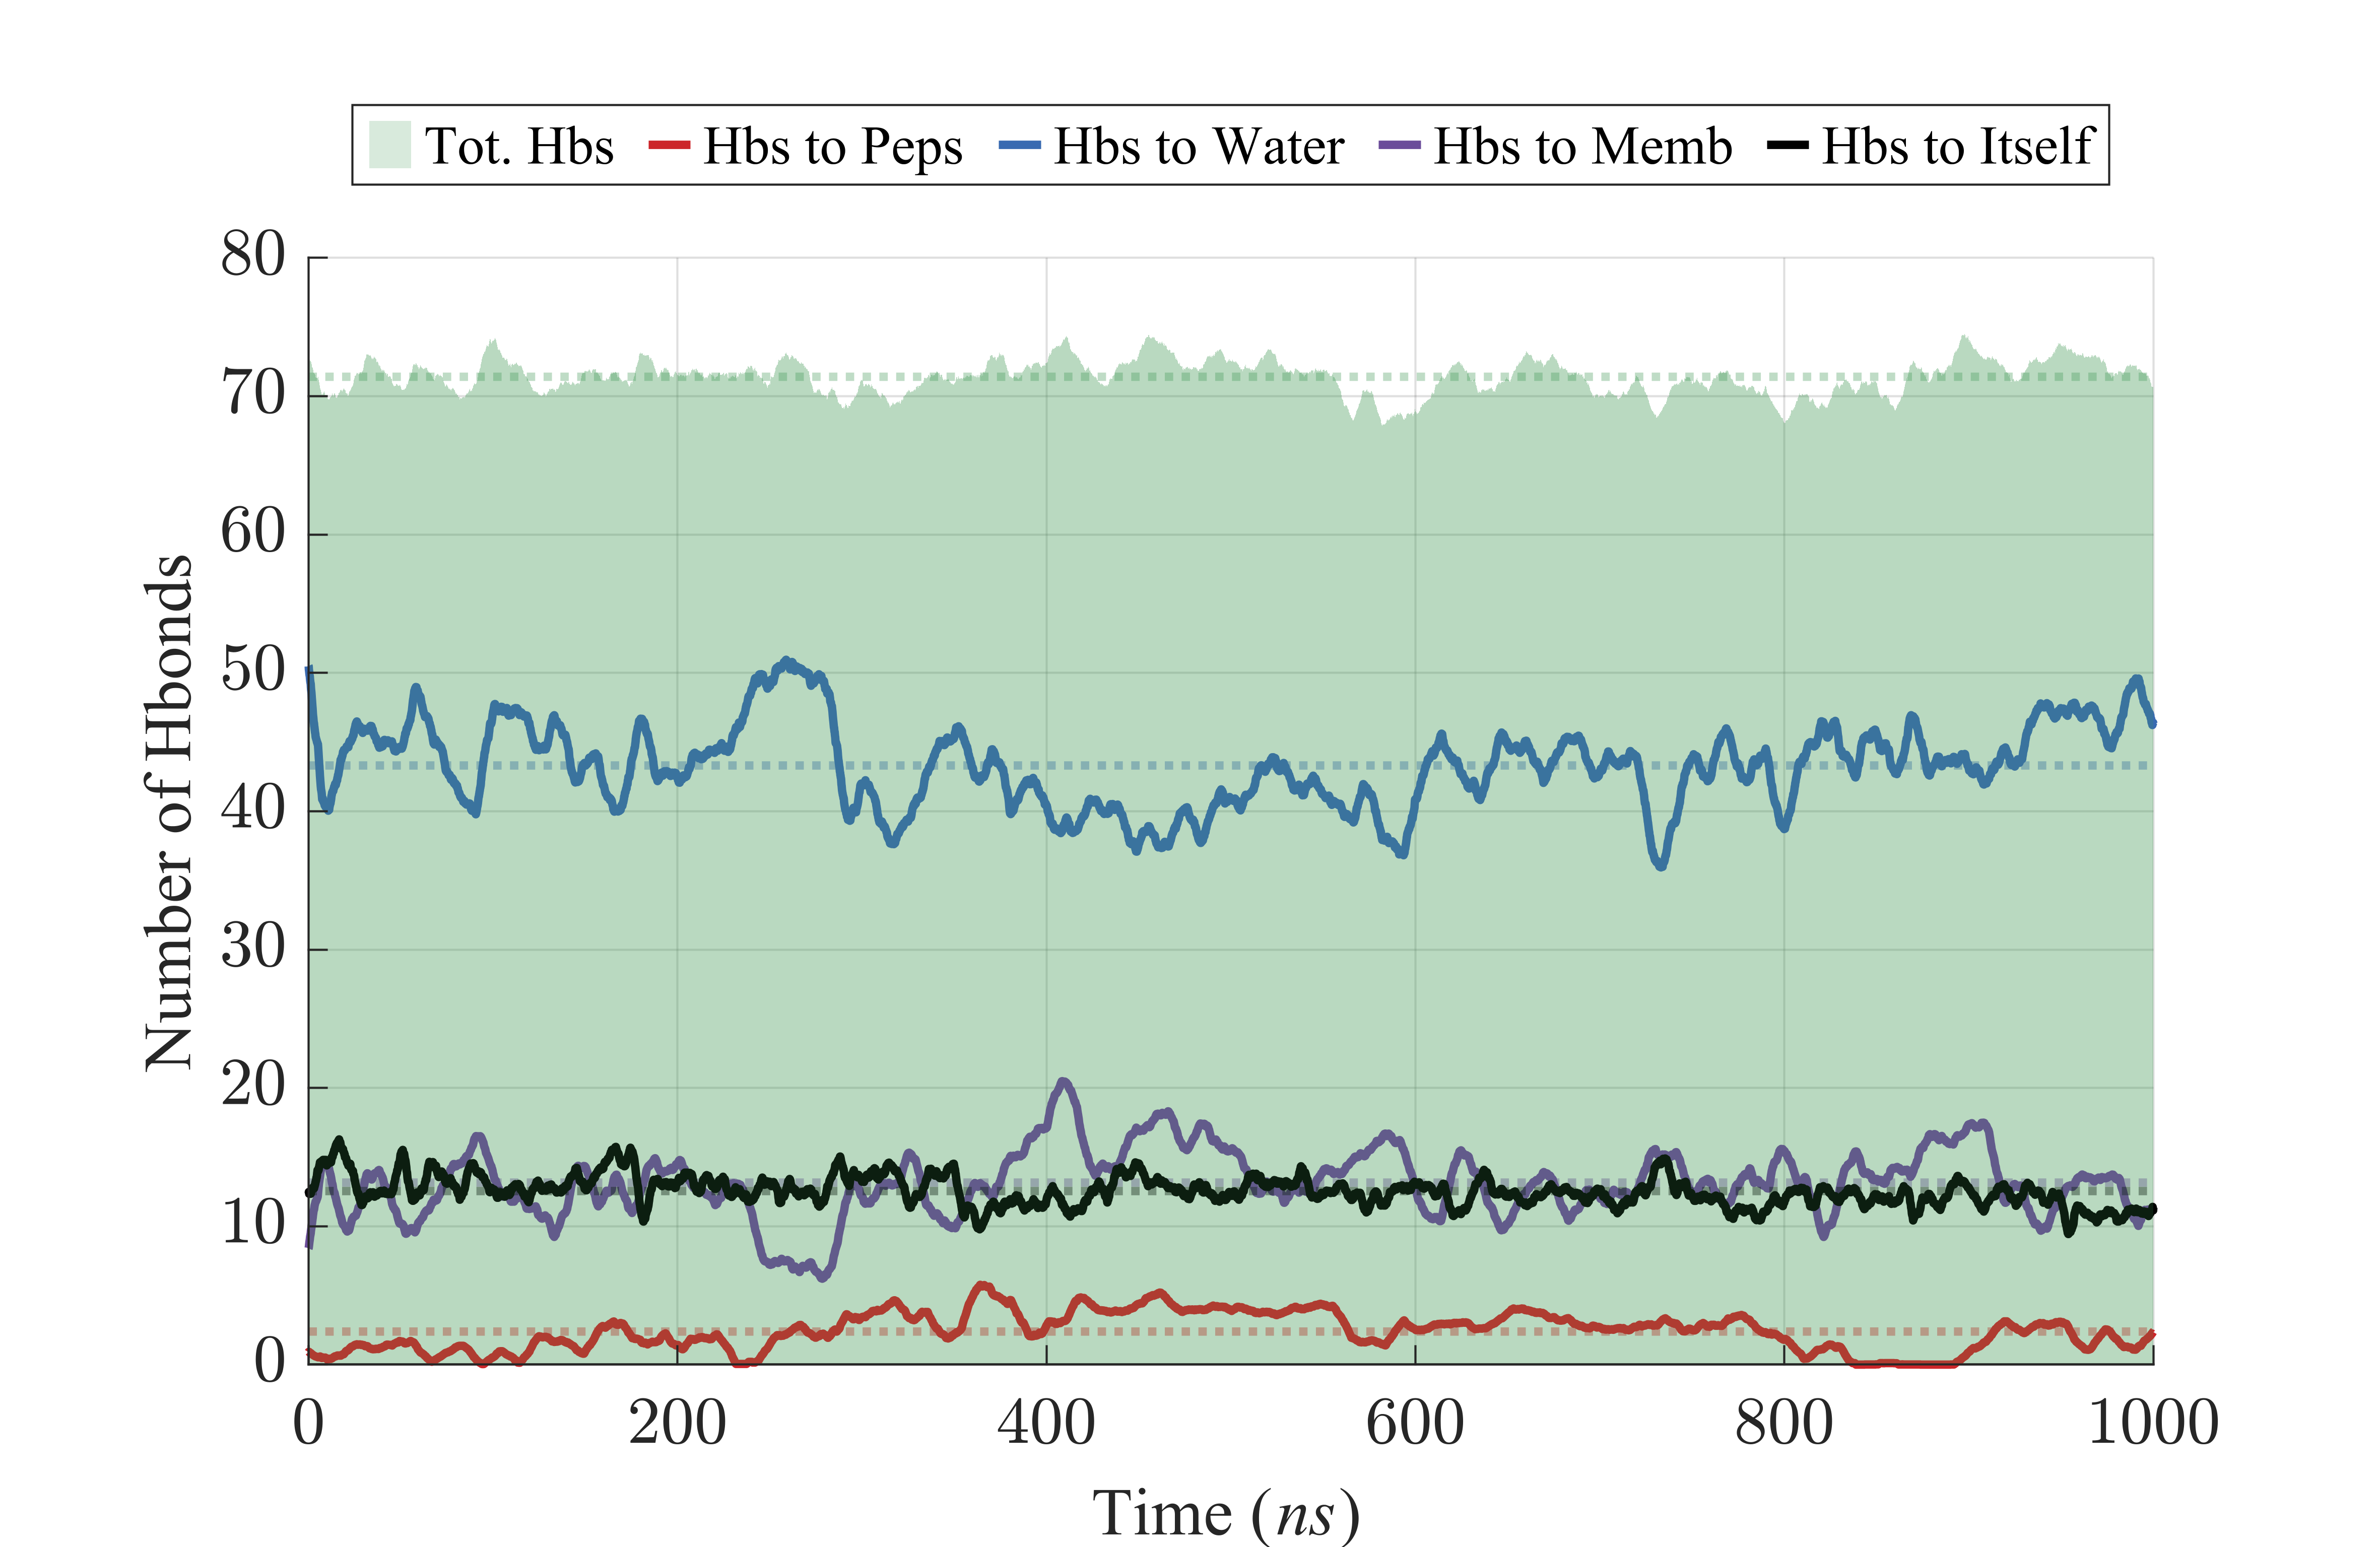 Tot. Hbs Hbs to Peps Hbs to Water Hbs to Memb Hbs to Itself
80
70
60
50
40
30
20
10
0
Number of Hbonds
0 200 400 600 800 1000
Time (ns)